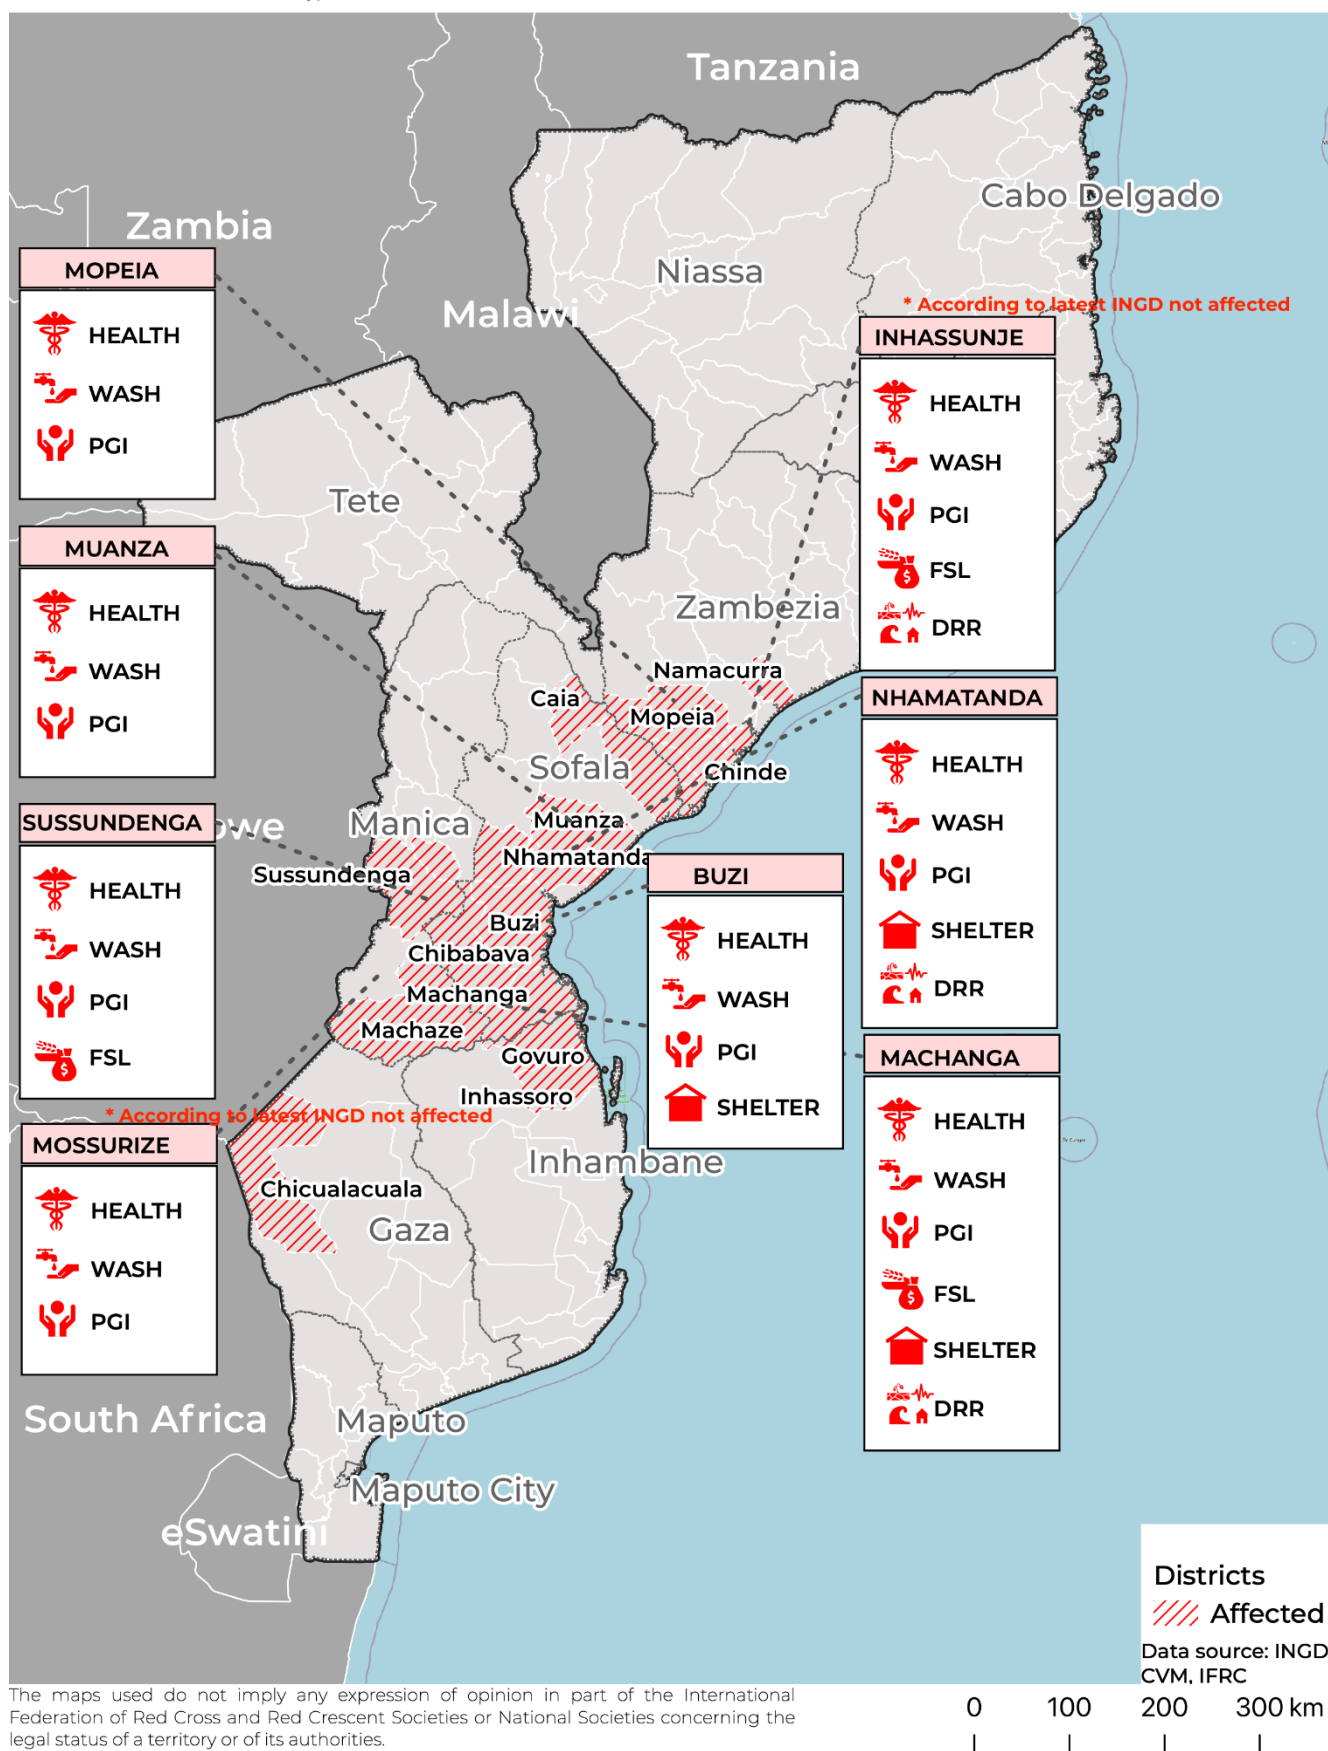 Tanzania
Cabo Delgado
Zambia
Niassa
Malawi
* According to latest INGD not affected
MOPEIA
HEALTH
WASH
PGI
INHASSUNJE
HEALTH
WASH
PGI
FSL
DRR
Tete
MUANZA
HEALTH
WASH
PGI
Zambezia
Namacurra
Caia
Mopeia
Sofala
Chinde
NHAMATANDA
HEALTH
WASH
PGI
SHELTER
DRR
SUSSUNDENGA
HEALTH
WASH
PGI
FSL
owe
Manica
Muanza
Nhamatanda
Sussundenga
Buzi
Chibabava
Machanga
Machaze
Govuro
Inhassoro
BUZI
HEALTH
WASH
PGI
SHELTER
MACHANGA
HEALTH
WASH
PGI
FSL
SHELTER
DRR
* According to latest INGD not affected
MOSSURIZE
HEALTH
WASH
PGI
Inhambane
Chicualacuala
Gaza
South Africa
Maputo
Maputo City
eSwatini
Districts
Affected
Data source: INGD
CVM, IFRC
The maps used do not imply any expression of opinion in part of the International
Federation of Red Cross and Red Crescent Societies or National Societies concerning the
legal status of a territory or of its authorities.
0 100 200 300 km